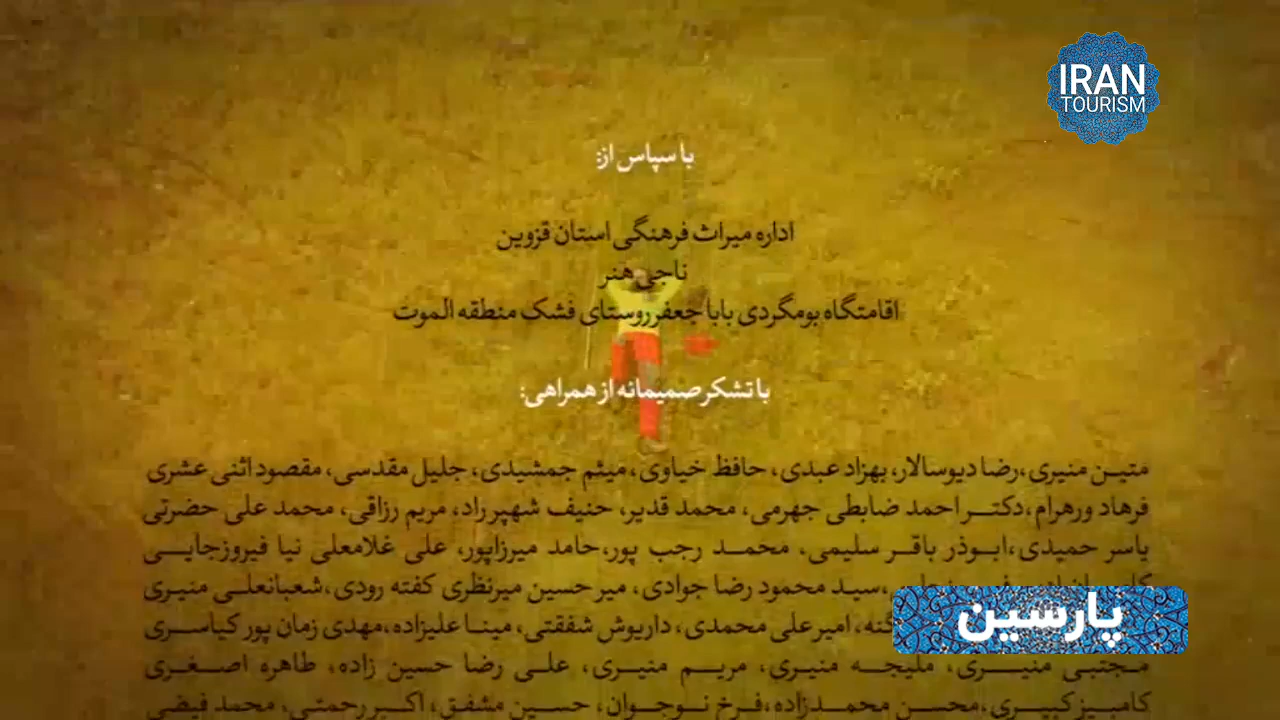 IRAN
TOURISM
با سپاس از:
اداره میراث فرهنگی استان قزوین
ناجی هنر
اقامتگاه بومگردی بابا جعفر روستای فشک منطقه الموت
با تشکر صمیمانه از همراهی:
متین منیری، رضا دیوسالار، بهزاد عبدی، حافظ خیاوی، میثم جمشیدی، جلیل مقدسی، مقصود اثنی عشری
فرهاد ورهرام، دکتر احمد ضابطی جهرمی، محمد قدیر، حنیف شهپرراد، مریم رزاقی، محمد علی حضرتی
یاسر حمیدی، ابوذر باقر سلیمی، محمد رجب پور، حامد میرزاپور، علی غلامعلی نیا فیروزجایی
، سید محمود رضا جوادی، میر حسین میرنظری کفته رودی، شعبانعلی منیری
، امیر علی محمدی، داریوش شفقتی، مینا علیزاده، مهدی زمان پور کیاسری
مجتبی منیری، ملیجه منیری، مریم منیری، علی رضا حسین زاده، طاهره اصغری
کامبیز کبیری، محسن محمدزاده، فرخ نوجوان، حسین مشفق، اکبر رحمتی، محمد فیضی
پارسین